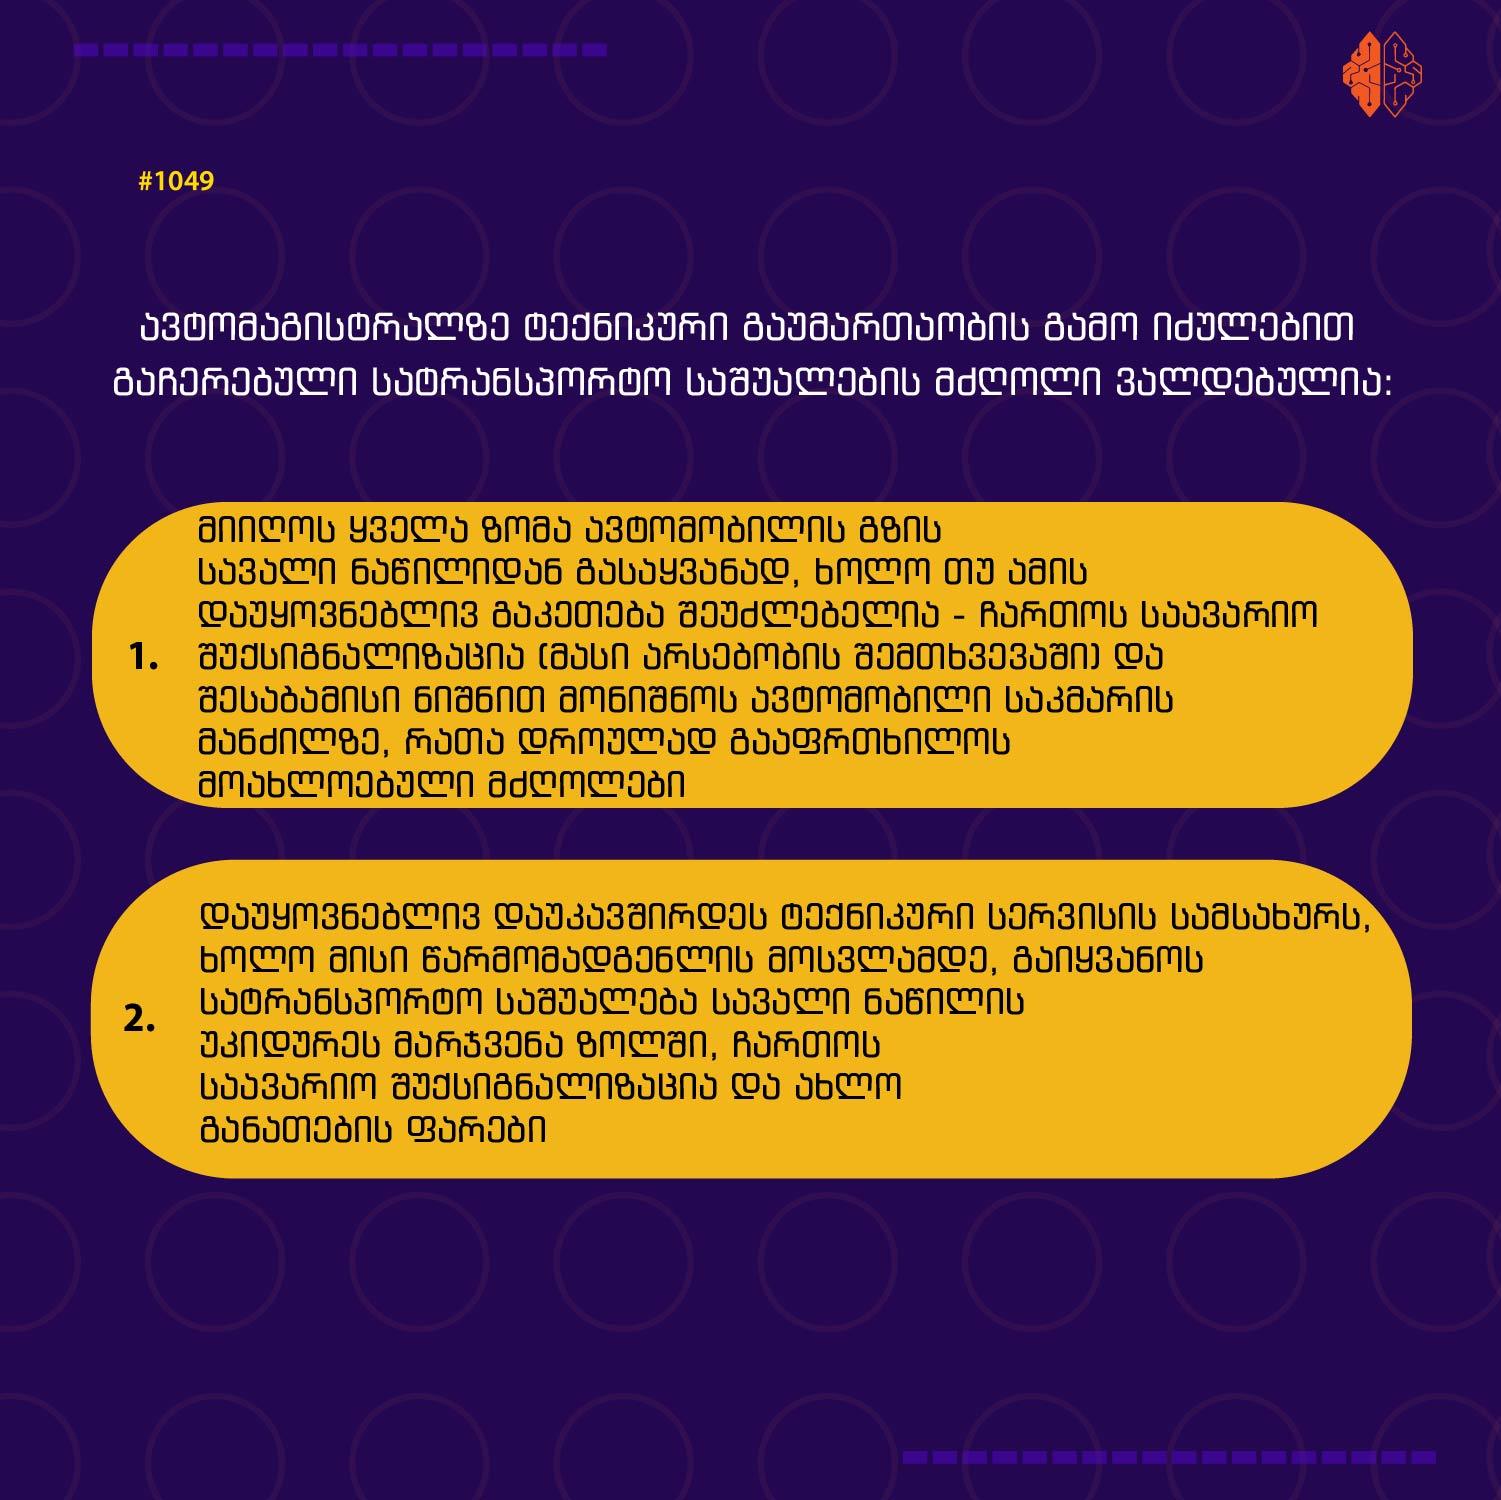 #1049
ავტომაგისტრალზე ტექნიკური გაუმართაობის გამო იძულებით
გაჩერებული სატრანსპორტო საშუალების მძღოლი ვალდებულია:
1.
მიიღოს ყველა ზომა ავტომობილის გზის
სავალი ნაწილიდან გასაყვანად, ხოლო თუ ამის
დაუყოვნებლივ გაკეთება შეუძლებელია - ჩართოს საავარიო
შუქსიგნალიზაცია (მასი არსებობის შემთხვევაში) და
შესაბამისი ნიშნით მონიშნოს ავტომობილი საკმარის
მანძილზე, რათა დროულად გააფრთხილოს
მოახლოებული მძღოლები
2.
დაუყოვნებლივ დაუკავშირდეს ტექნიკური სერვისის სამსახურს,
ხოლო მისი წარმომადგენლის მოსვლამდე, გაიყვანოს
სატრანსპორტო საშუალება სავალი ნაწილის
უკიდურეს მარჯვენა ზოლში, ჩართოს
საავარიო შუქსიგნალიზაცია და ახლო
განათების ფარები